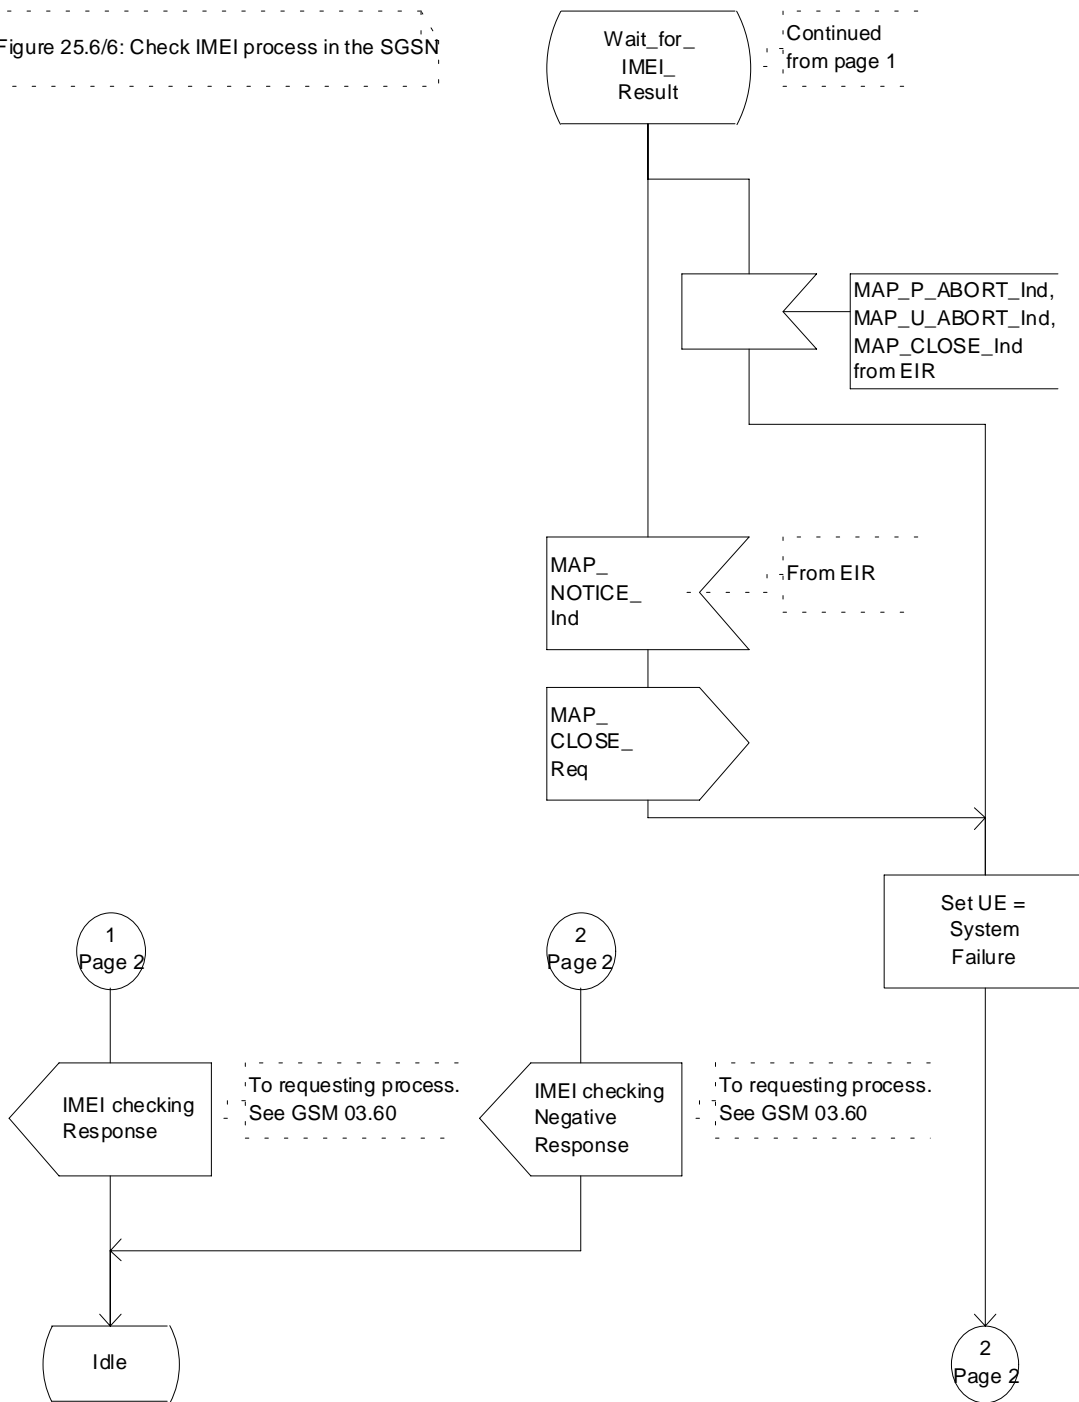 Figure 25.6/6: Check IMEI process in the SGSN
Wait_for_
IMEI_
Result
Continued
from page 1
MAP_P_ABORT_Ind,
MAP_U_ABORT_Ind,
MAP_CLOSE_Ind
from EIR
MAP_
NOTICE_
Ind
From EIR
MAP_
CLOSE_
Req
Set UE =
System
Failure
1
Page 2
2
Page 2
IMEI checking
Response
To requesting process.
See GSM 03.60
IMEI checking
Negative
Response
To requesting process.
See GSM 03.60
Idle
2
Page 2